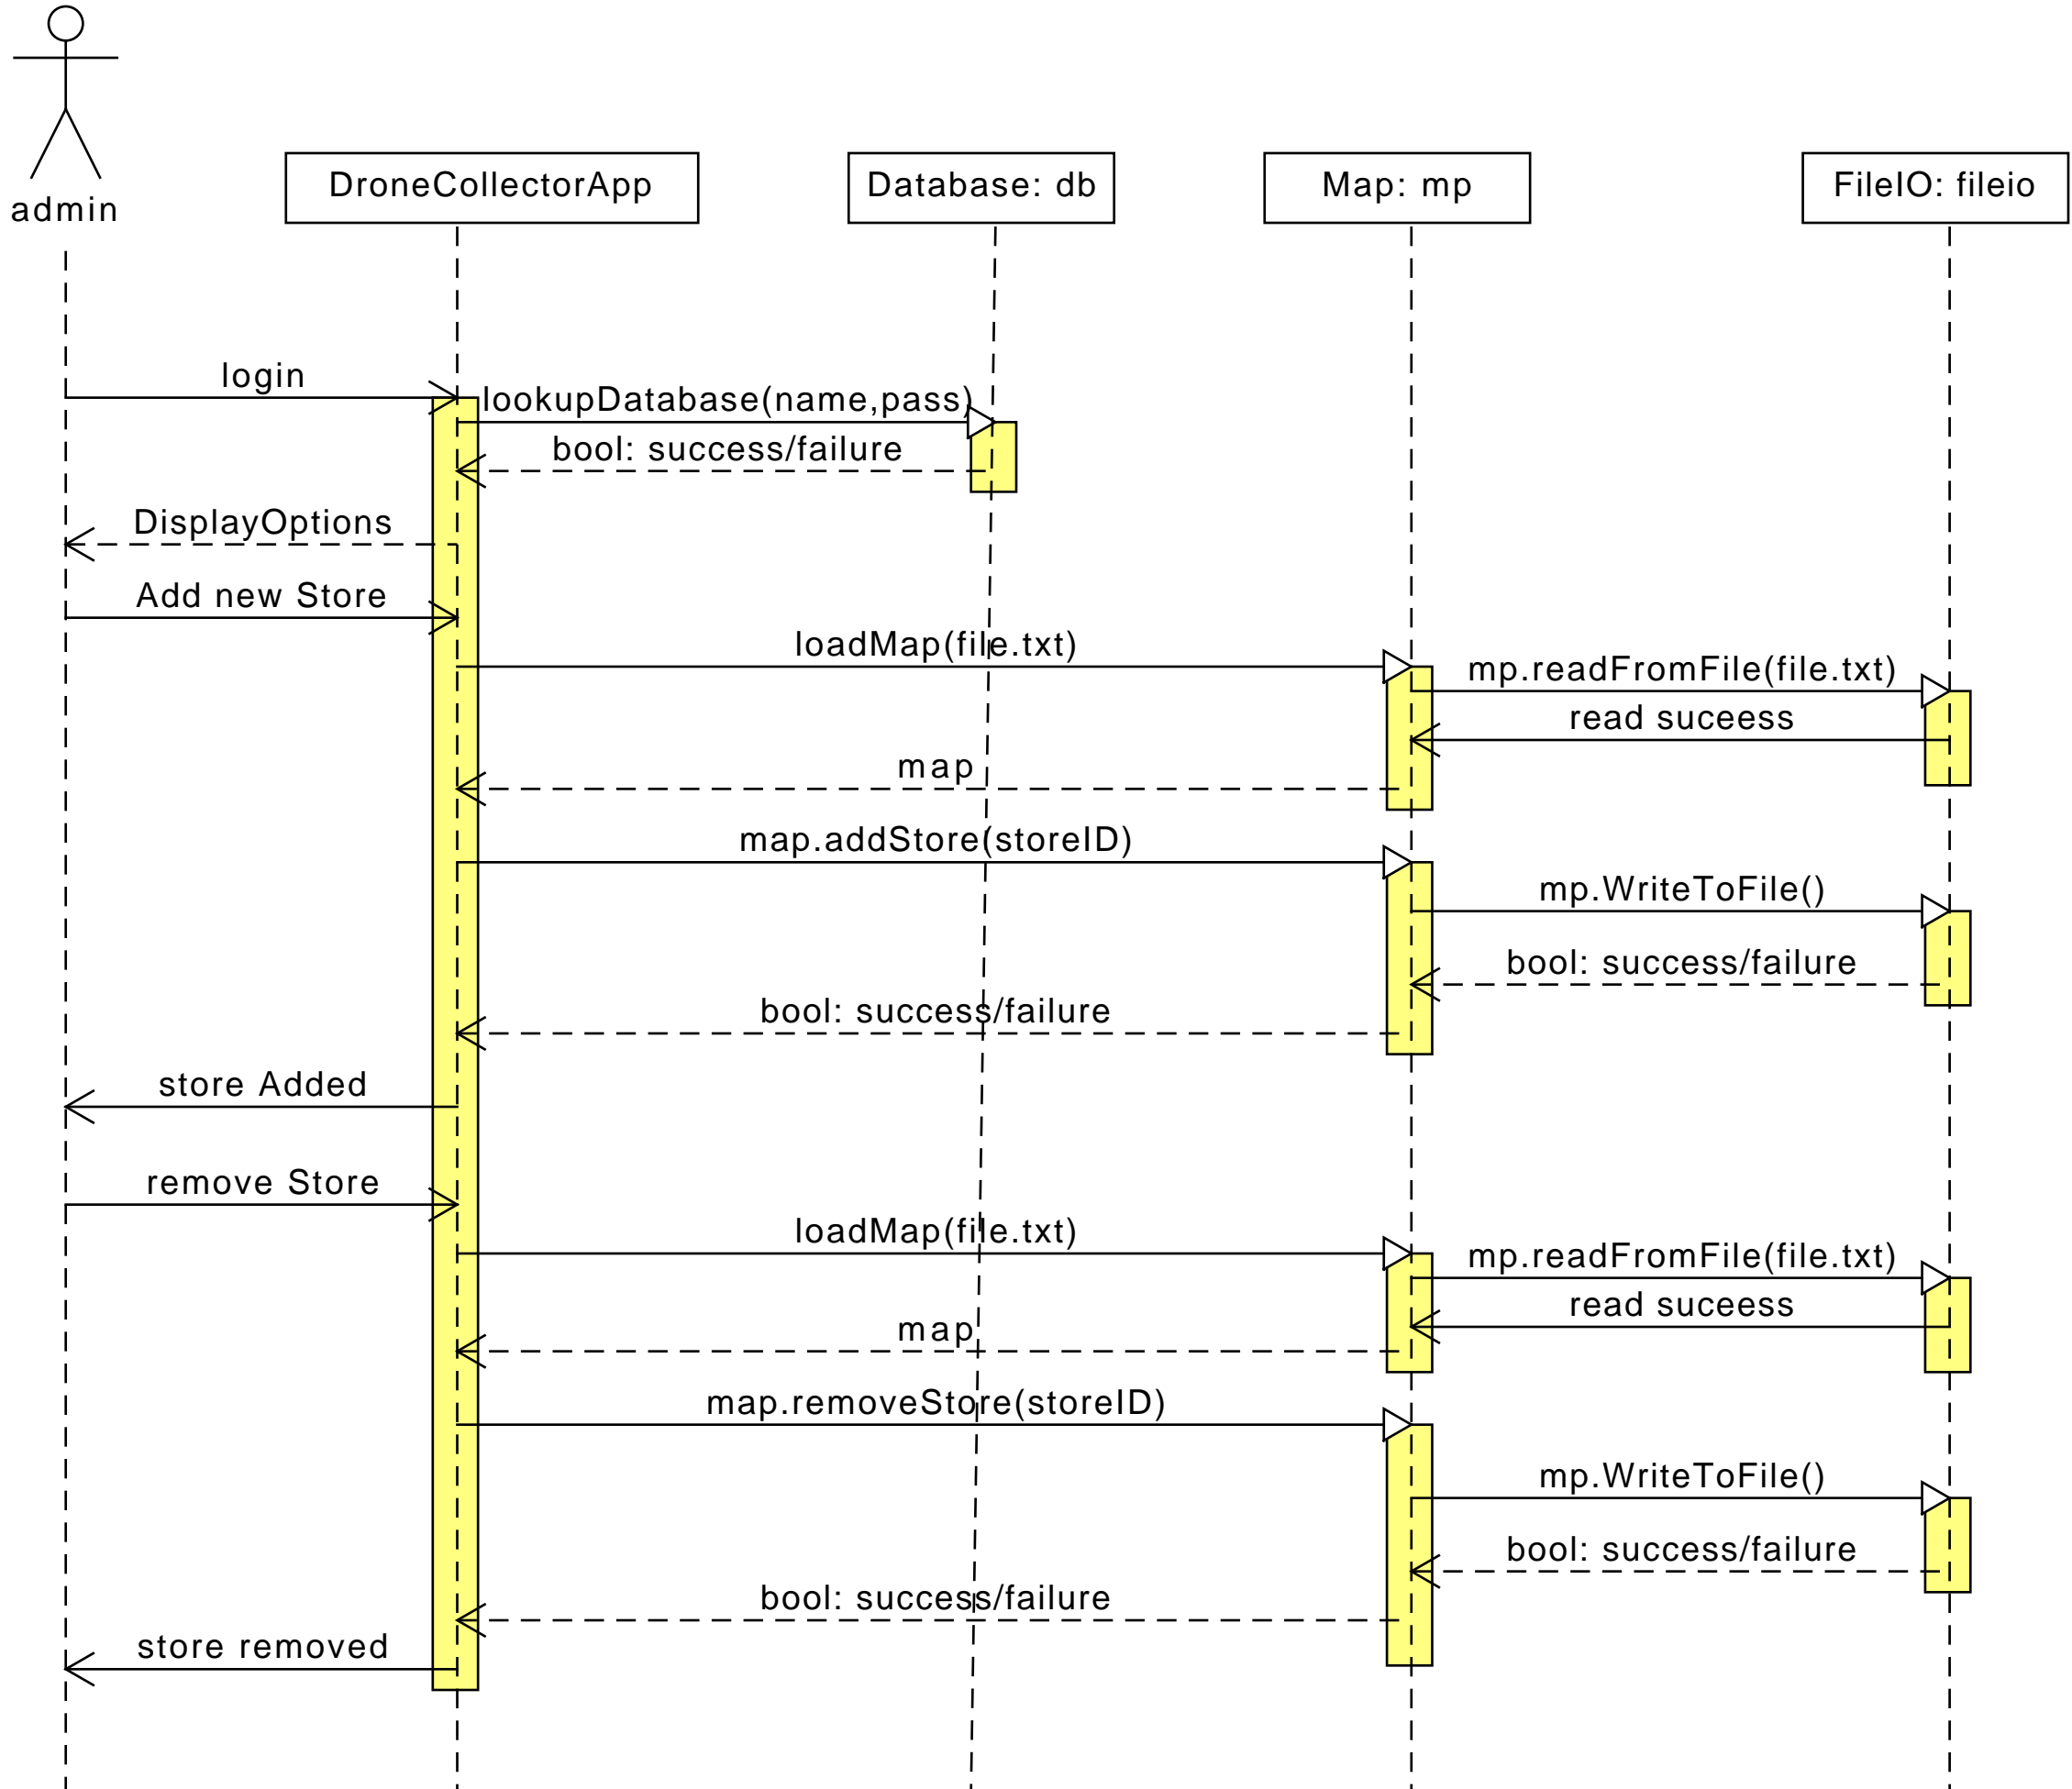 admin
DroneCollectorApp
Database: db
Map: mp
FileIO: fileio
login
lookupDatabase(name,pass)
bool: success/failure
DisplayOptions
Add new Store
loadMap(file.txt)
mp.readFromFile(file.txt)
read suceess
map
map.addStore(storeID)
mp.WriteToFile()
bool: success/failure
bool: success/failure
store Added
remove Store
loadMap(file.txt)
mp.readFromFile(file.txt)
read suceess
map
map.removeStore(storeID)
mp.WriteToFile()
bool: success/failure
bool: success/failure
store removed